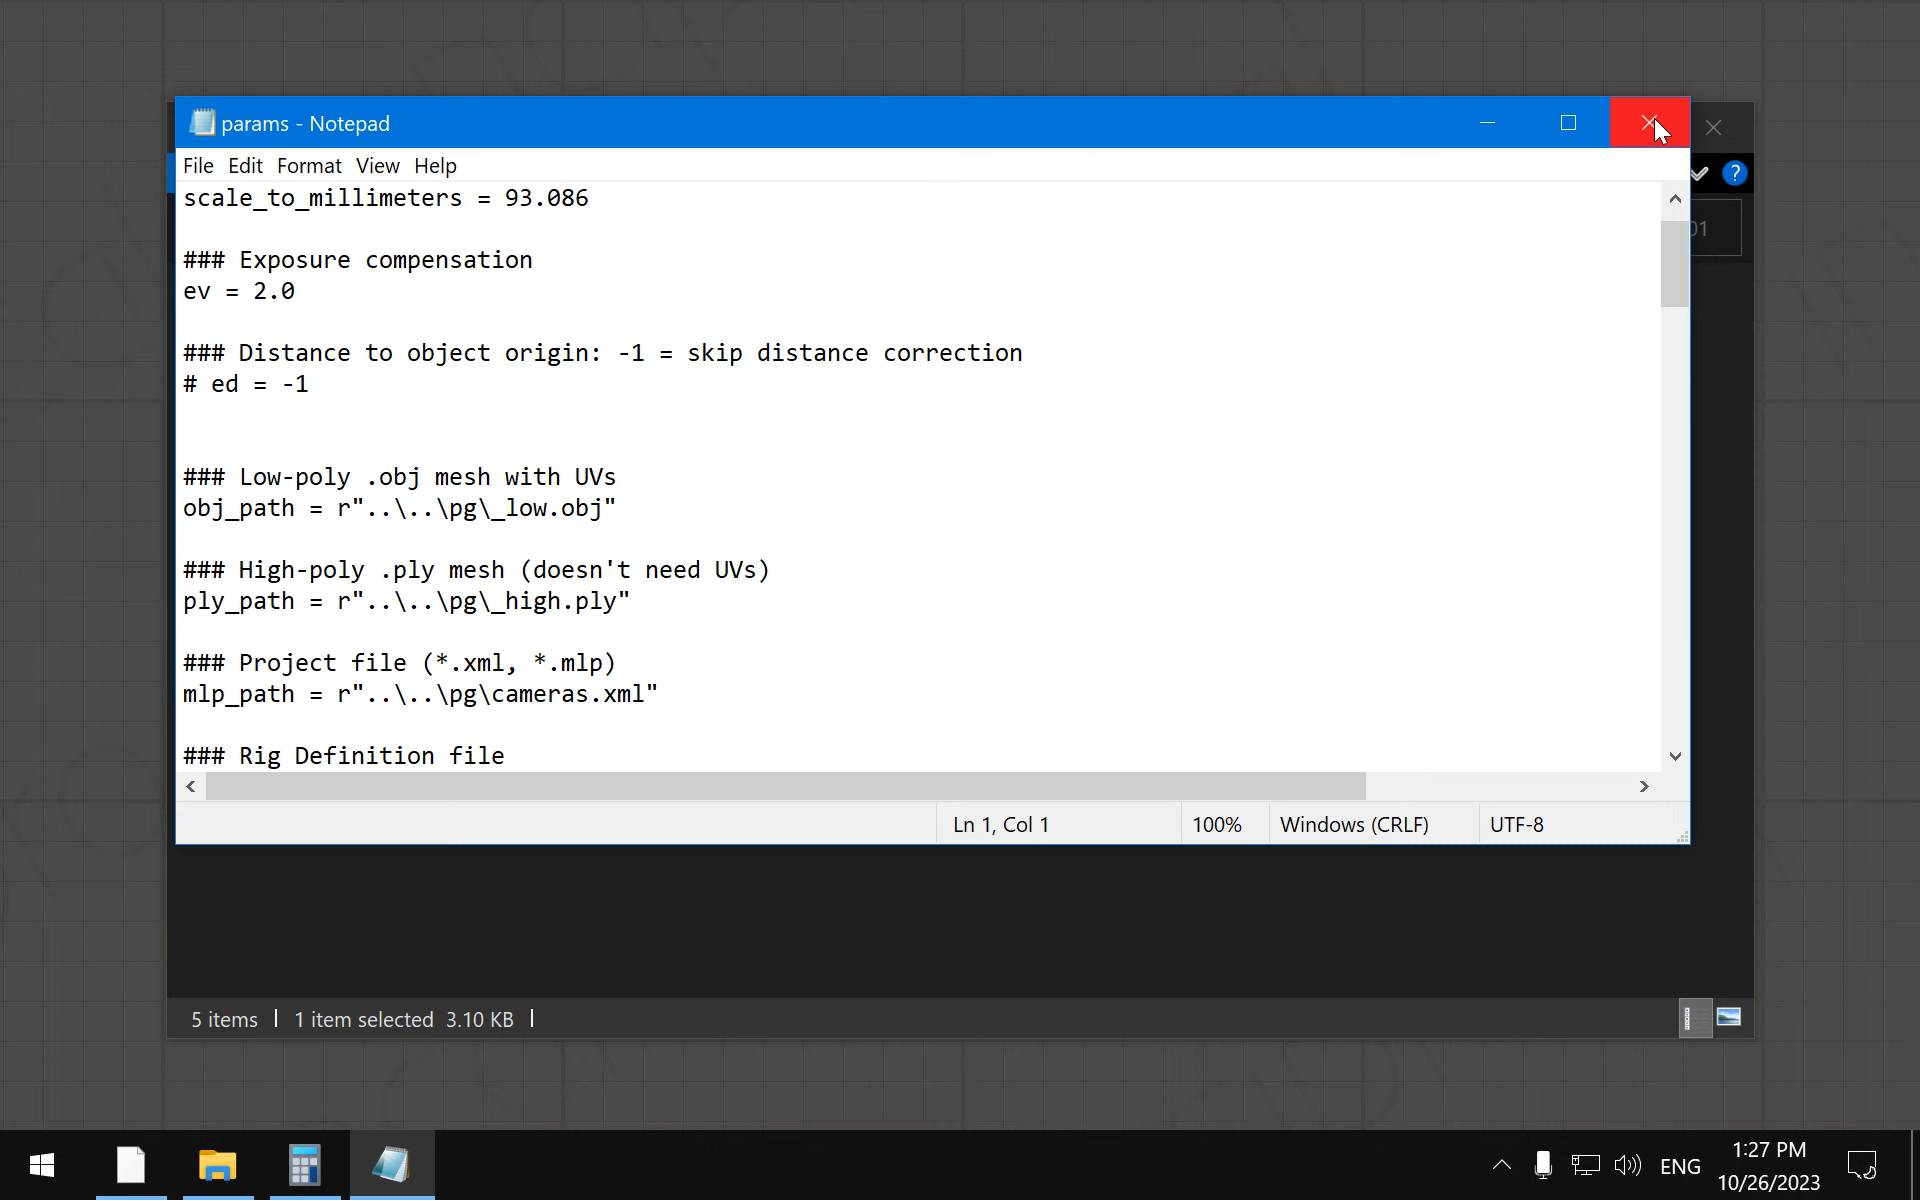 params - Notepad
File Edit Format View Help
scale_to_millimeters = 93.086
### Exposure compensation
ev = 2.0
### Distance to object origin: -1 = skip distance correction
# ed = -1
### Low-poly .obj mesh with UVs
obj_path = r"..\..\pg\_low.obj"
### High-poly .ply mesh (doesn't need UVs)
ply_path = r"..\..\pg\_high.ply"
### Project file (*.xml, *.mlp)
mlp_path = r"..\..\pg\cameras.xml"
### Rig Definition file
Ln 1, Col 1 100% Windows (CRLF) UTF-8
?
01
5 items 1 item selected 3.10 KB
ENG
1:27 PM
10/26/2023